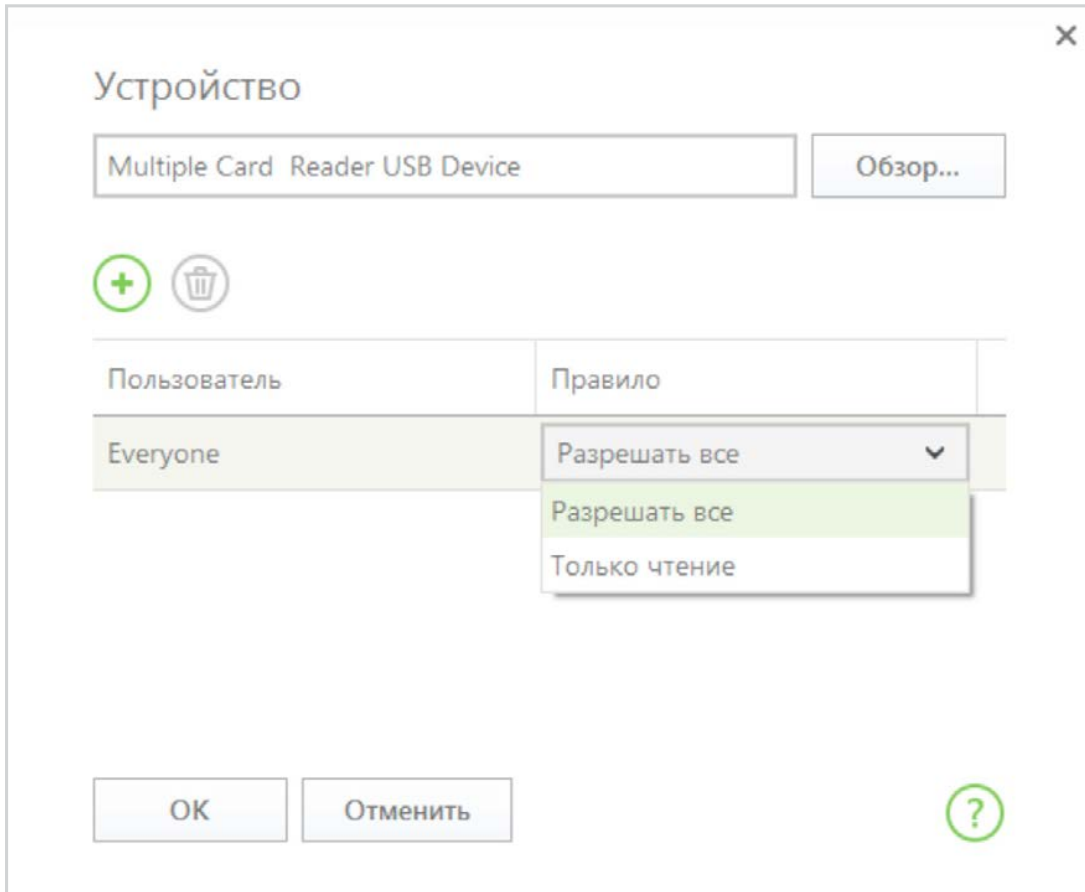 Устройство
Multiple Card  Reader USB Device
Обзор...
Пользователь Правило
Everyone Разрешать все
Разрешать все
Только чтение
OK Отменить ?